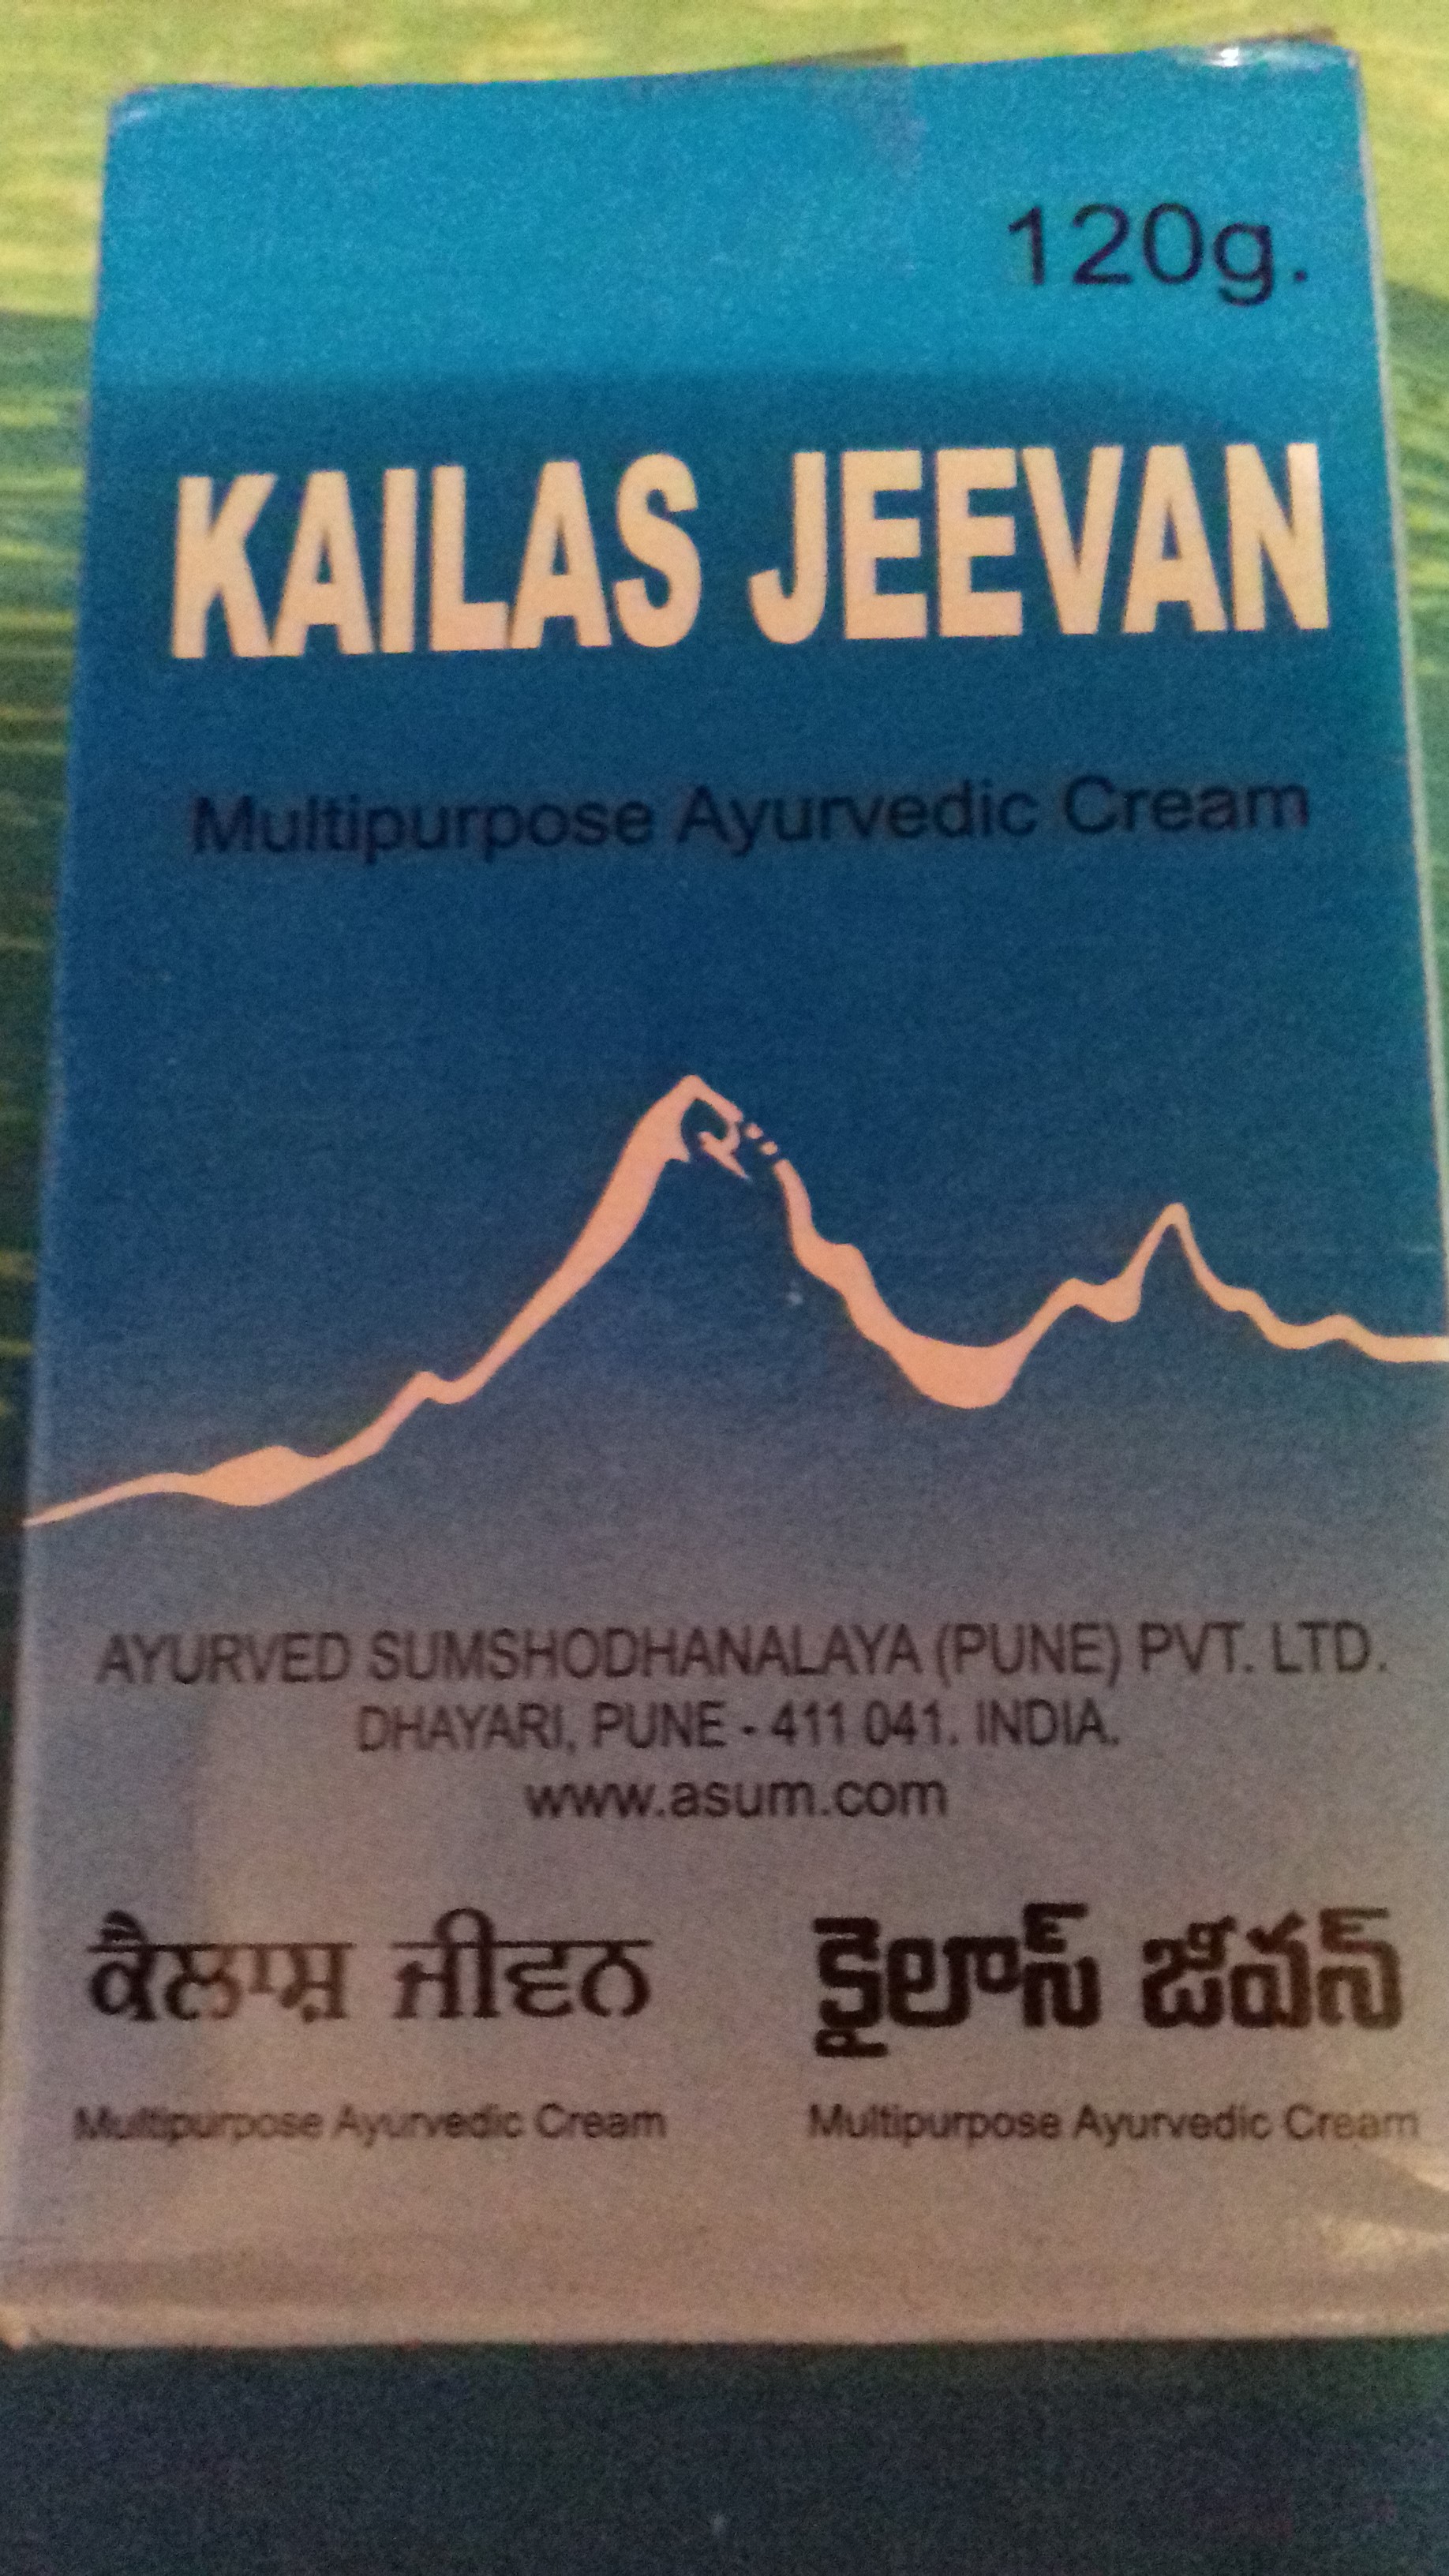 120g.
KAILAS JEEVAN
Multipurpose Ayurvedic Cream
AYURVED SUMSHODHANALAYA (PUNE) PVT. LTD.
DHAYARI, PUNE - 411 041. INDIA.
www.asum.com
ਕੈਲਾਸ਼ ਜੀਵਨ కైలాస్ జీవన్
Multipurpose Ayurvedic Cream Multipurpose Ayurvedic Cream